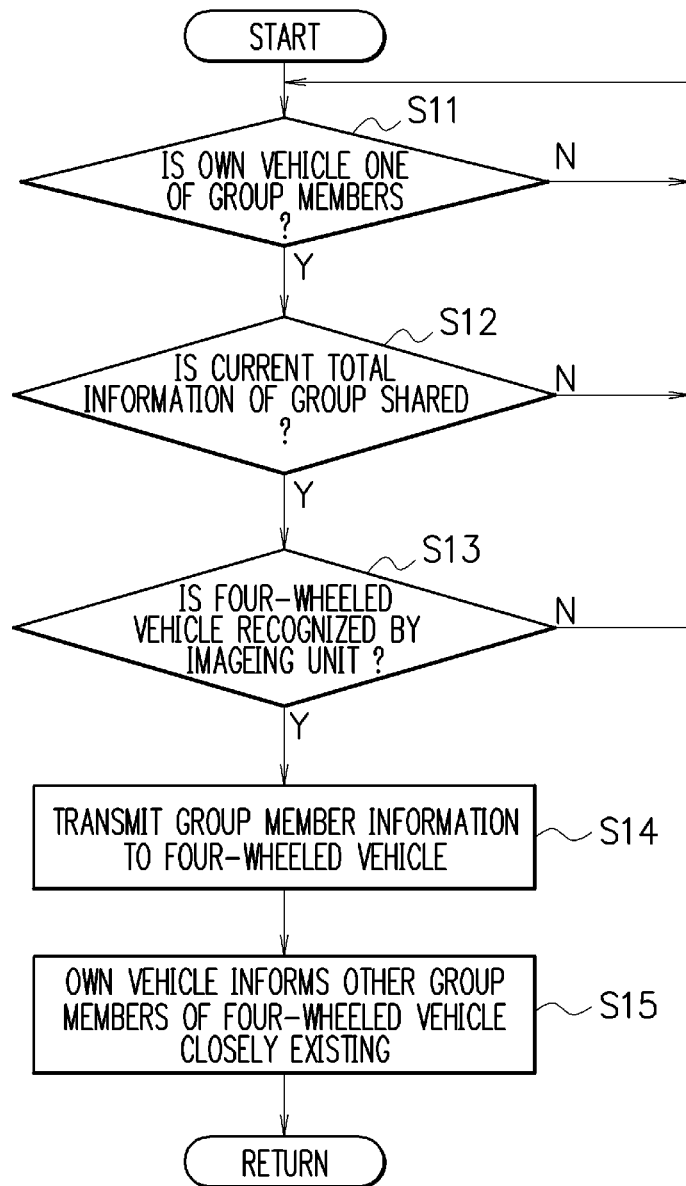 START
S11
IS OWN VEHICLE ONE
OF GROUP MEMBERS
?
N
Y
S12
IS CURRENT TOTAL
INFORMATION OF GROUP SHARED
?
N
Y
S13
IS FOUR-WHEELED
VEHICLE RECOGNIZED BY
IMAGEING UNIT ?
N
Y
TRANSMIT GROUP MEMBER INFORMATION
TO FOUR-WHEELED VEHICLE
S14
OWN VEHICLE INFORMS OTHER GROUP
MEMBERS OF FOUR-WHEELED VEHICLE
CLOSELY EXISTING
S15
RETURN